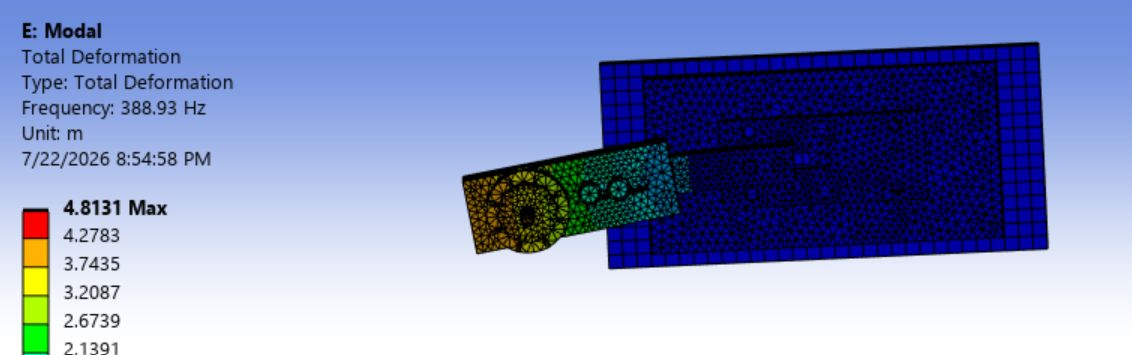 E: Modal
Total Deformation
Type: Total Deformation
Frequency: 388.93 Hz
Unit: m
7/22/2026 8:54:58 PM
4.8131 Max
4.2783
3.7435
3.2087
2.6739
2.1391